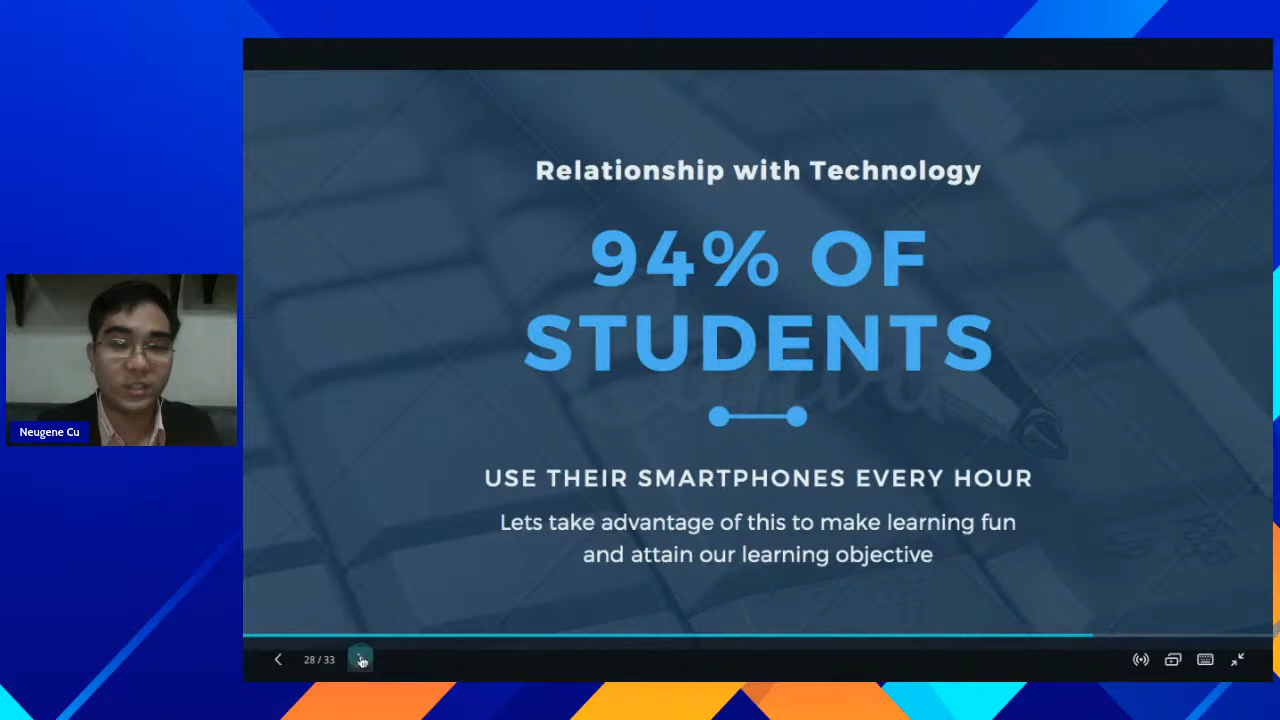 Relationship with Technology
94% OF
STUDENTS
USE THEIR SMARTPHONES EVERY HOUR
Lets take advantage of this to make learning fun
and attain our learning objective
Neugene Cu
28 / 33